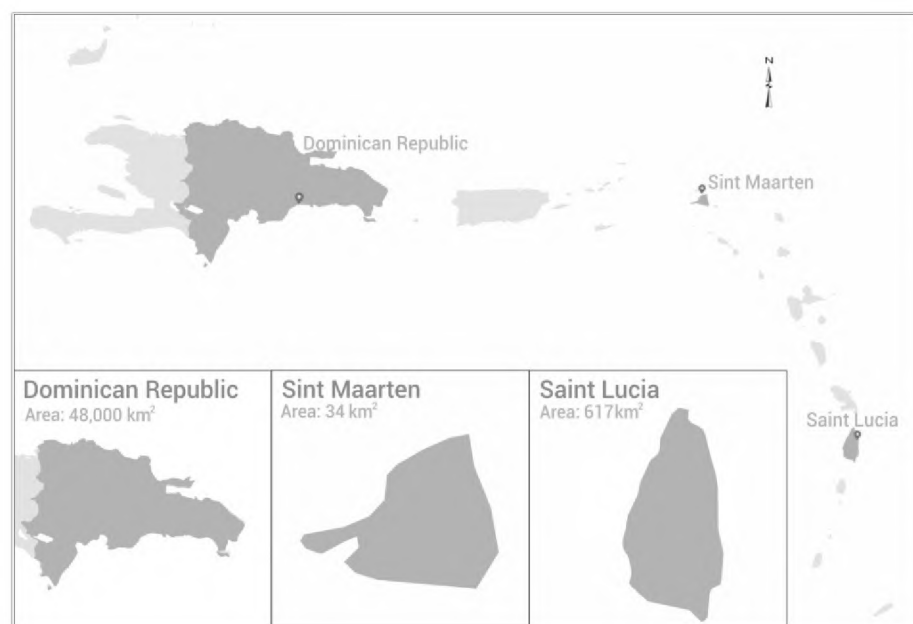 N
Dominican Republic
Sint Maarten
Saint Lucia
Dominican Republic
Area: 48,000 km²
Sint Maarten
Area: 34 km²
Saint Lucia
Area: 617km²